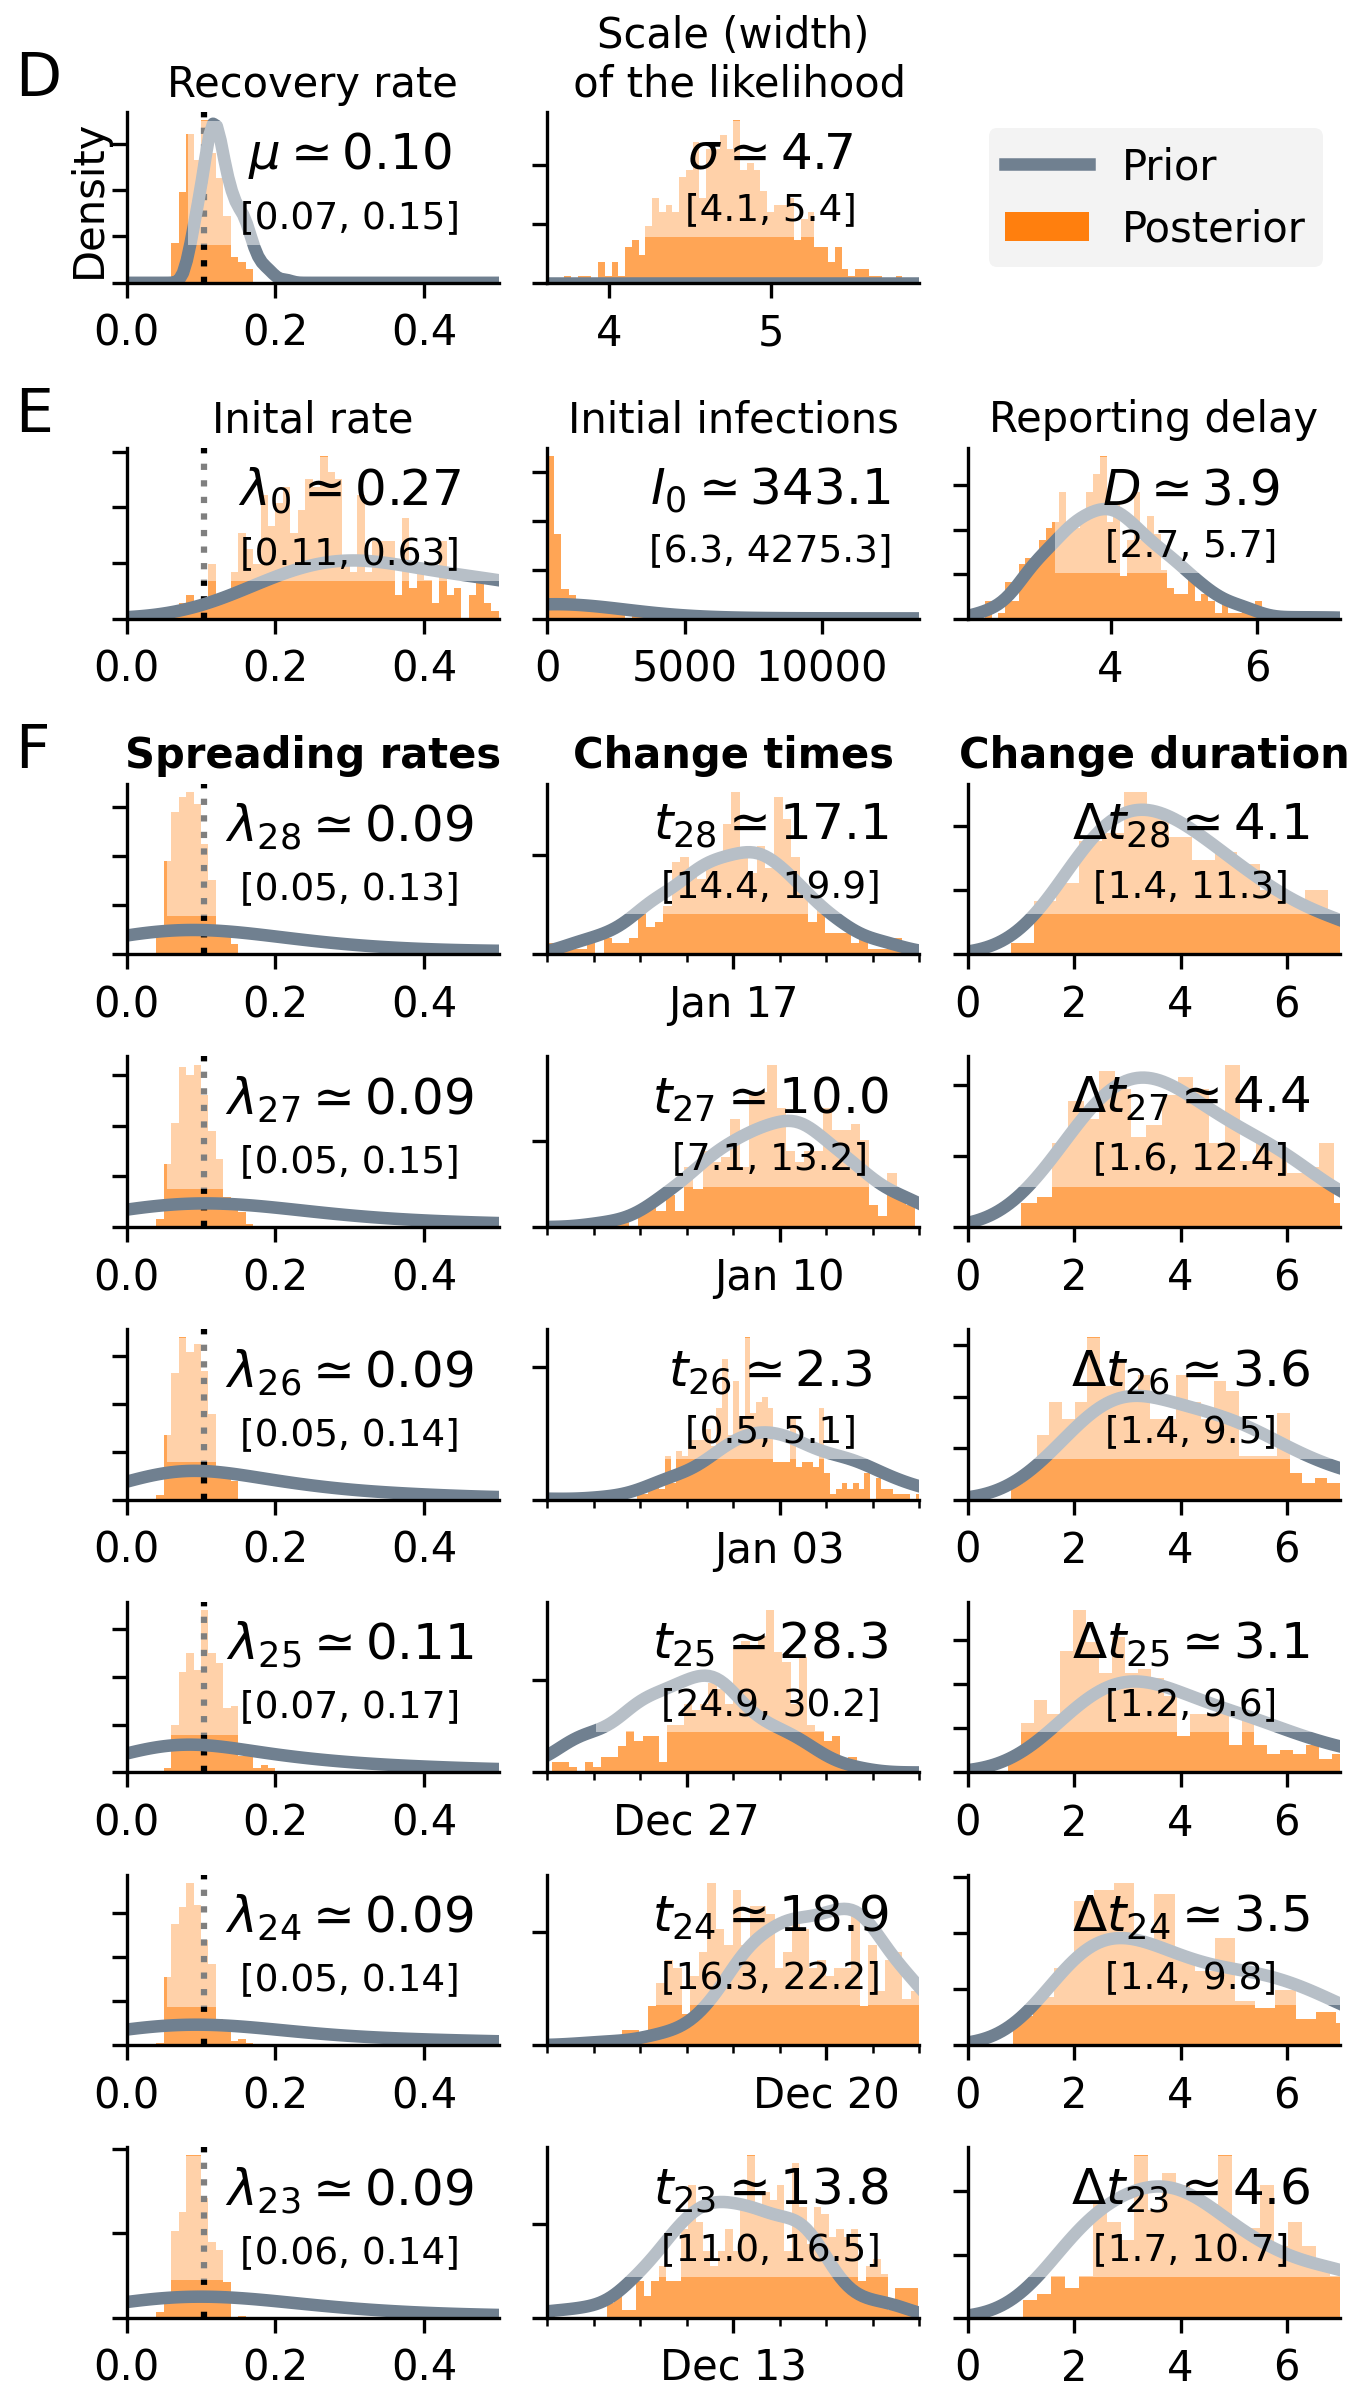 D
Recovery rate
Scale (width)
of the likelihood
Density
μ ≃ 0.10
[0.07, 0.15]
0.0 0.2 0.4
σ ≃ 4.7
[4.1, 5.4]
4 5
Prior
Posterior
E
Inital rate
λ0 ≃ 0.27
[0.11, 0.63]
0.0 0.2 0.4
Initial infections
I0 ≃ 343.1
[6.3, 4275.3]
0 5000 10000
Reporting delay
D ≃ 3.9
[2.7, 5.7]
4 6
F
Spreading rates
Change times
Change duration
λ28 ≃ 0.09
[0.05, 0.13]
0.0 0.2 0.4
t28 ≃ 17.1
[14.4, 19.9]
Jan 17
Δt28 ≃ 4.1
[1.4, 11.3]
0 2 4 6
λ27 ≃ 0.09
[0.05, 0.15]
0.0 0.2 0.4
t27 ≃ 10.0
[7.1, 13.2]
Jan 10
Δt27 ≃ 4.4
[1.6, 12.4]
0 2 4 6
λ26 ≃ 0.09
[0.05, 0.14]
0.0 0.2 0.4
t26 ≃ 2.3
[0.5, 5.1]
Jan 03
Δt26 ≃ 3.6
[1.4, 9.5]
0 2 4 6
λ25 ≃ 0.11
[0.07, 0.17]
0.0 0.2 0.4
t25 ≃ 28.3
[24.9, 30.2]
Dec 27
Δt25 ≃ 3.1
[1.2, 9.6]
0 2 4 6
λ24 ≃ 0.09
[0.05, 0.14]
0.0 0.2 0.4
t24 ≃ 18.9
[16.3, 22.2]
Dec 20
Δt24 ≃ 3.5
[1.4, 9.8]
0 2 4 6
λ23 ≃ 0.09
[0.06, 0.14]
0.0 0.2 0.4
t23 ≃ 13.8
[11.0, 16.5]
Dec 13
Δt23 ≃ 4.6
[1.7, 10.7]
0 2 4 6